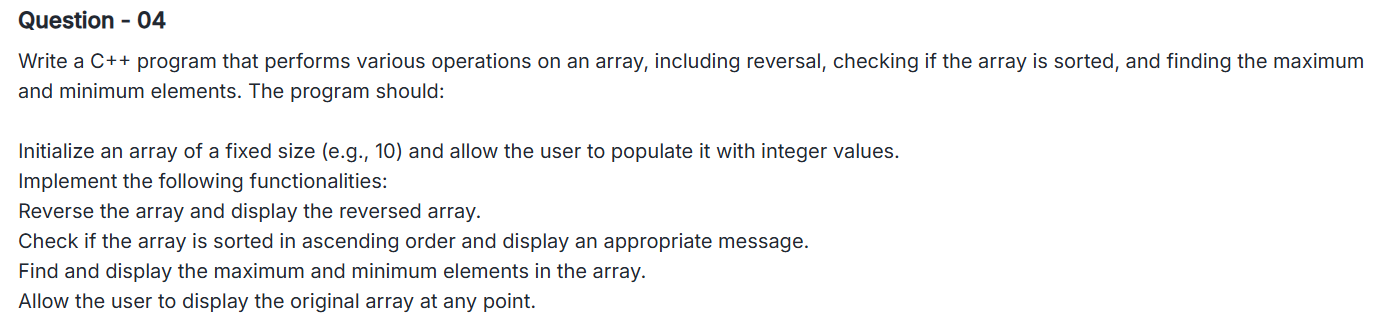 Question - 04
Write a C++ program that performs various operations on an array, including reversal, checking if the array is sorted, and finding the maximum
and minimum elements. The program should:
Initialize an array of a fixed size (e.g., 10) and allow the user to populate it with integer values.
Implement the following functionalities:
Reverse the array and display the reversed array.
Check if the array is sorted in ascending order and display an appropriate message.
Find and display the maximum and minimum elements in the array.
Allow the user to display the original array at any point.